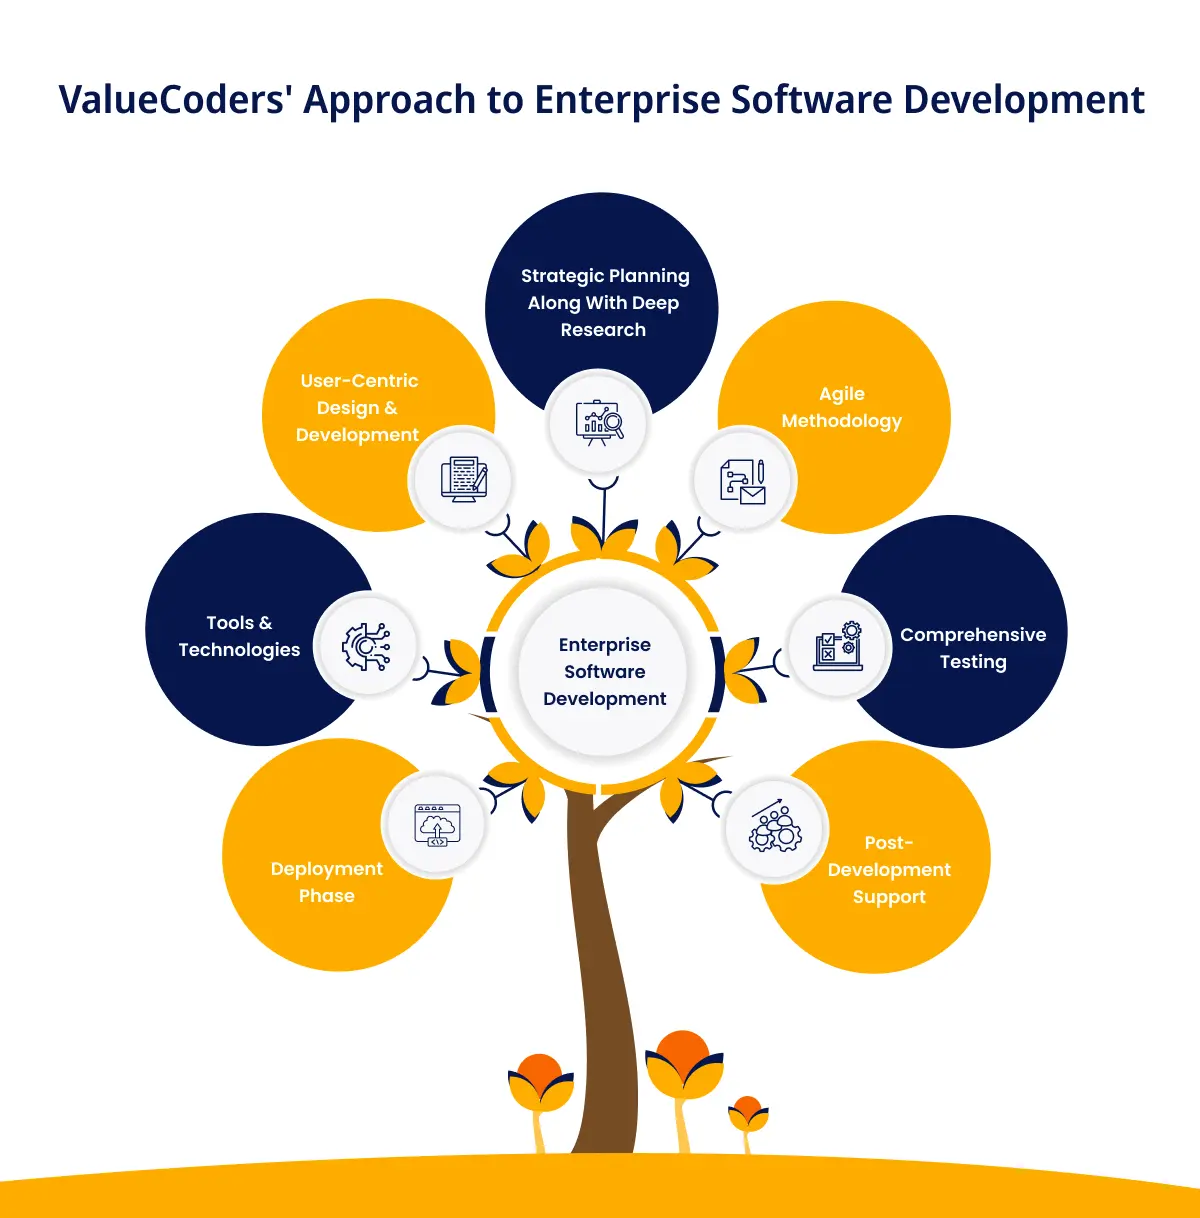 ValueCoders' Approach to Enterprise Software Development
Strategic Planning
Along With Deep
Research
User-Centric
Design &
Development
Agile
Methodology
Tools &
Technologies
Enterprise
Software
Development
Comprehensive
Testing
Deployment
Phase
Post-
Development
Support